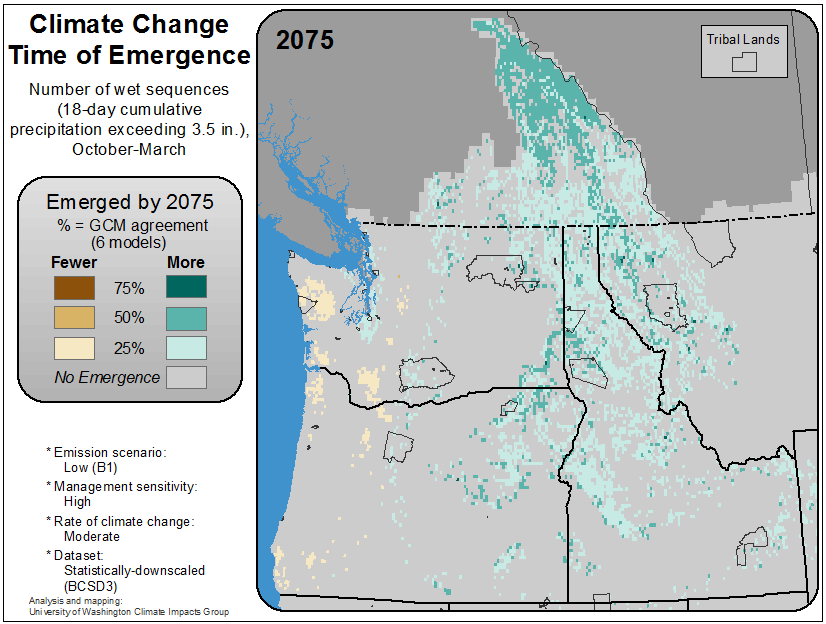 Climate Change
Time of Emergence
Number of wet sequences
(18-day cumulative
precipitation exceeding 3.5 in.),
October-March
Emerged by 2075
% = GCM agreement
(6 models)
Fewer More
75%
50%
25%
No Emergence
* Emission scenario:
Low (B1)
* Management sensitivity:
High
* Rate of climate change:
Moderate
* Dataset:
Statistically-downscaled
(BCSD3)
Analysis and mapping:
University of Washington Climate Impacts Group
2075
Tribal Lands